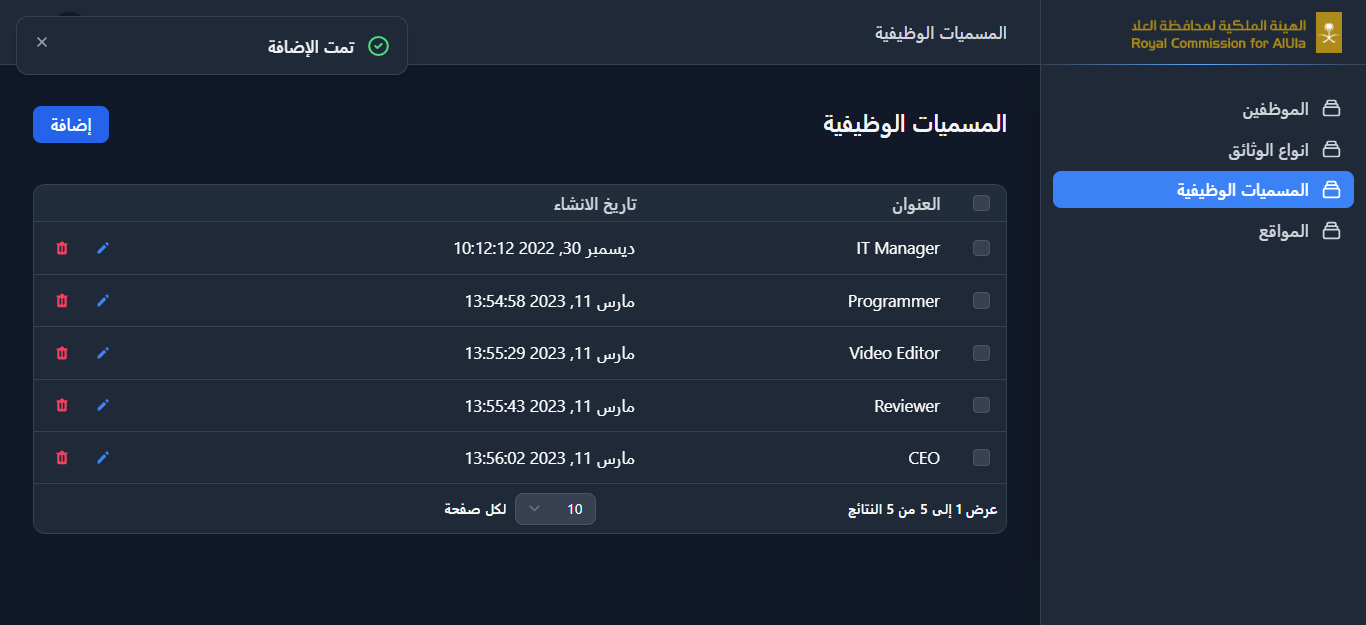 الهيئة الملكية لمحافظة العلا
Royal Commission for AlUla
المسميات الوظيفية
تمت الإضافة
الموظفين
انواع الوثائق
المسميات الوظيفية
المواقع
المسميات الوظيفية
إضافة
العنوان تاريخ الانشاء
IT Manager ديسمبر 30, 2022 10:12:12
Programmer مارس 11, 2023 13:54:58
Video Editor مارس 11, 2023 13:55:29
Reviewer مارس 11, 2023 13:55:43
CEO مارس 11, 2023 13:56:02
عرض 1 إلى 5 من 5 النتائج 10 لكل صفحة